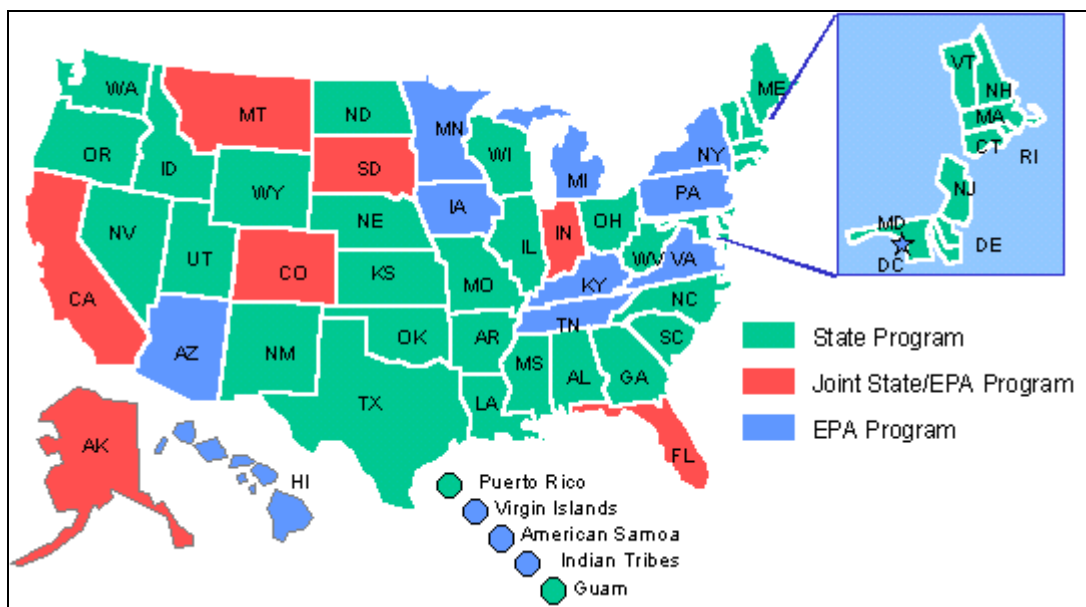 WA
MT
ND
MN
ME
VT
NH
OR
ID
SD
WI
MA
WY
MI
NY
CT
RI
IA
PA
NJ
NV
NE
IL
IN
OH
MD
DE
UT
CO
KS
MO
WV
VA
DC
CA
KY
AZ
NM
OK
AR
TN
NC
SC
MS
AL
GA
TX
LA
FL
AK
HI
State Program
Joint State/EPA Program
EPA Program
Puerto Rico
Virgin Islands
American Samoa
Indian Tribes
Guam